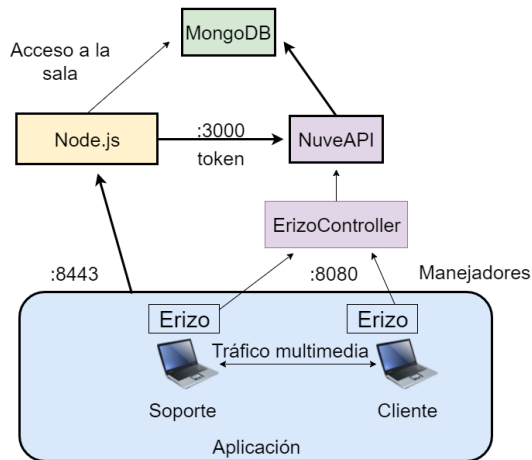 MongoDB
Acceso a la
sala
Node.js
:3000
token
NuveAPI
ErizoController
:8443
:8080
Manejadores
Erizo
Erizo
Tráfico multimedia
Soporte
Cliente
Aplicación